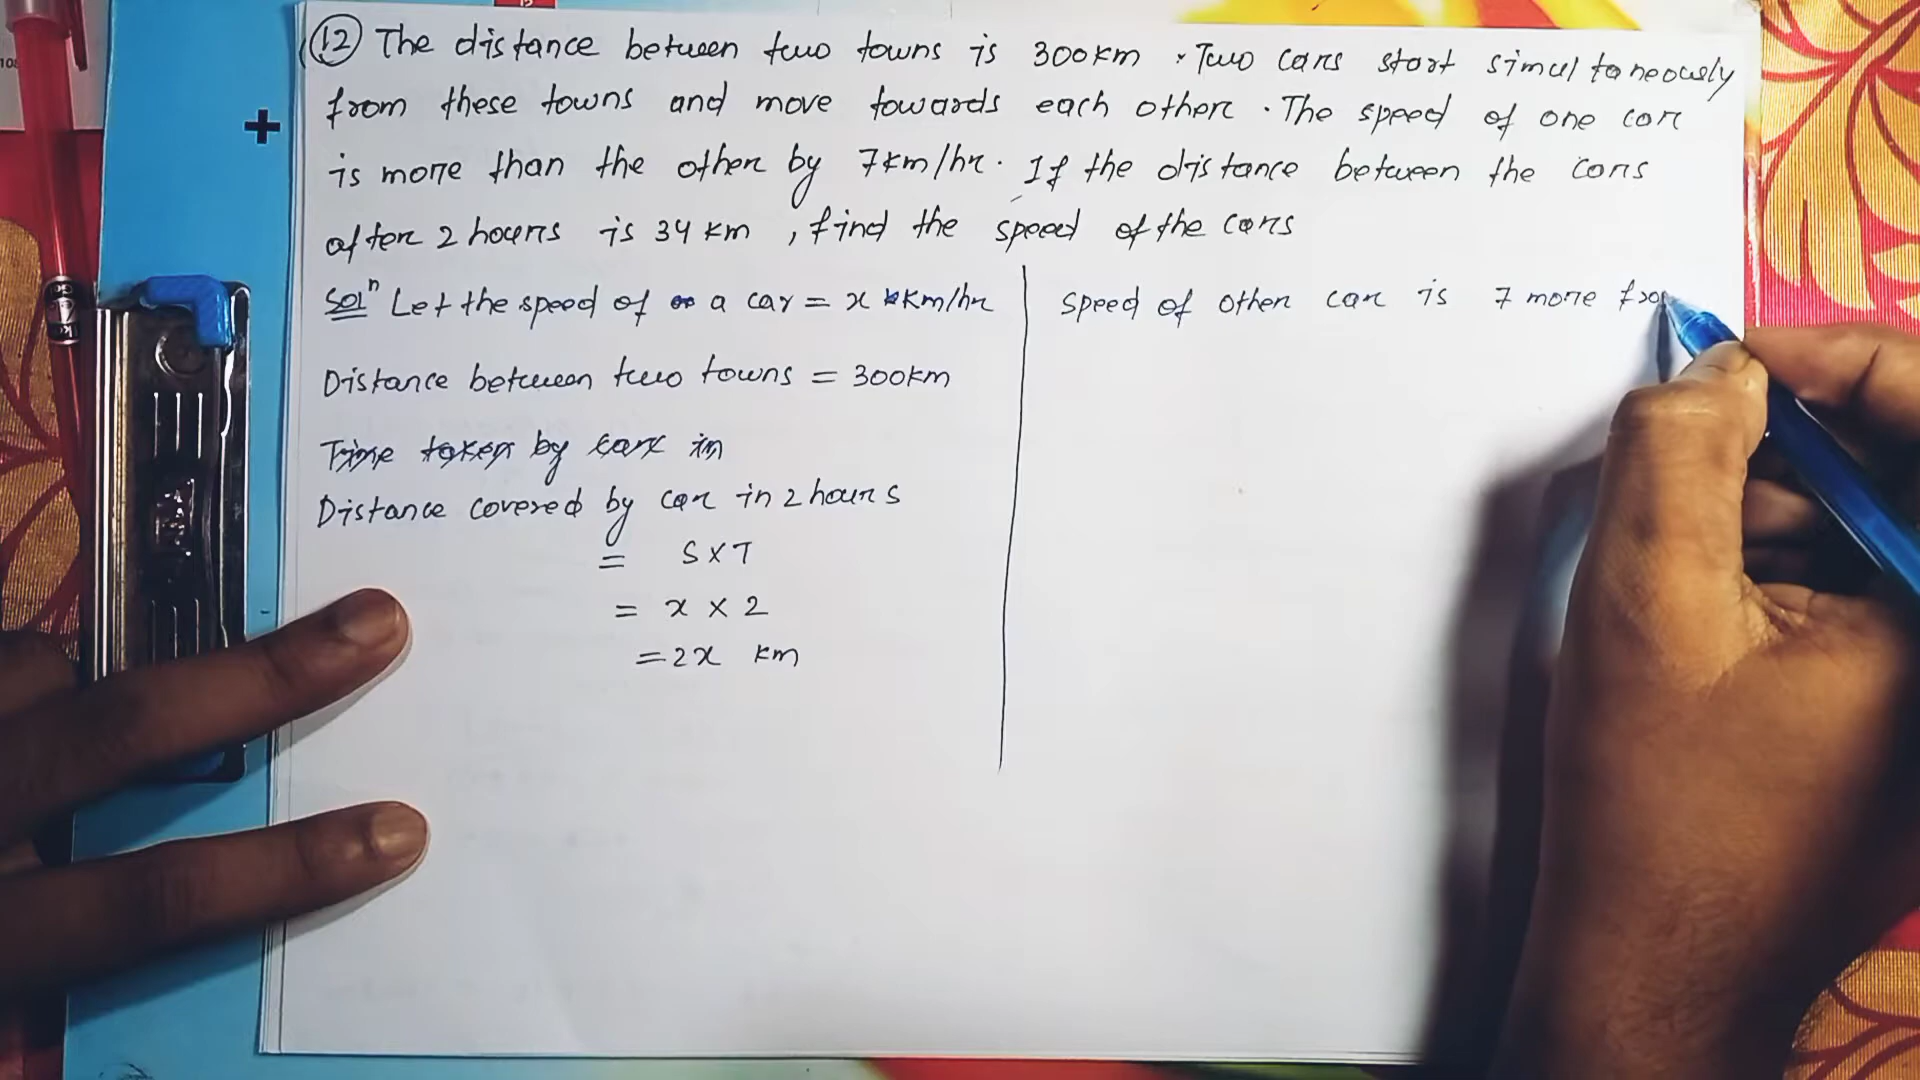 12 The distance between two towns is 300km. Two cars start simultaneously
from these towns and move towards each other. The speed of one car
is more than the other by 7km/hr. If the distance between the cars
after 2 hours is 34 km, find the speed of the cars
Solⁿ Let the speed of a car = x km/hr
Distance between two towns = 300km
Time taken by car in
Distance covered by car in 2 hours
= S X T
= x × 2
= 2x km
Speed of other car is 7 more from